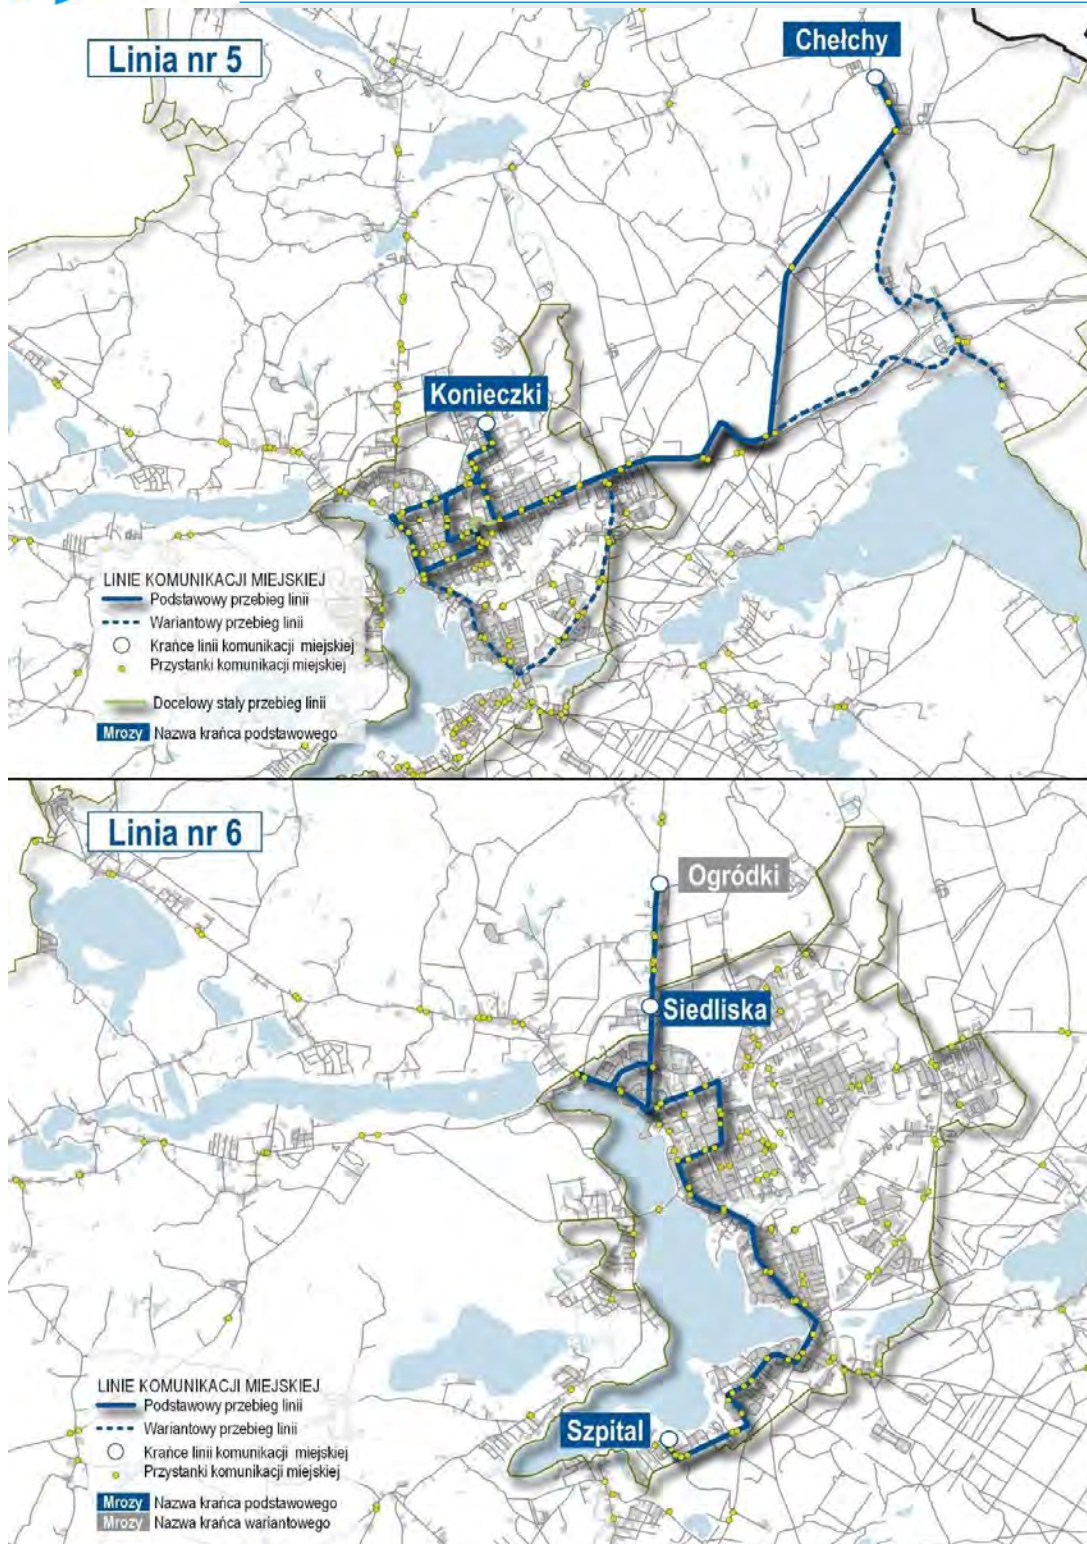 Linia nr 5
Chełchy
Konieczki
LINIE KOMUNIKACJI MIEJSKIEJ
Podstawowy przebieg linii
Wariantowy przebieg linii
Krańce linii komunikacji miejskiej
Przystanki komunikacji miejskiej
Docelowy stały przebieg linii
Mrozy Nazwa krańca podstawowego
Linia nr 6
Ogródki
Siedliska
LINIE KOMUNIKACJI MIEJSKIEJ
Podstawowy przebieg linii
Wariantowy przebieg linii
Krańce linii komunikacji miejskiej
Przystanki komunikacji miejskiej
Szpital
Mrozy Nazwa krańca podstawowego
Mrozy Nazwa krańca wariantowego